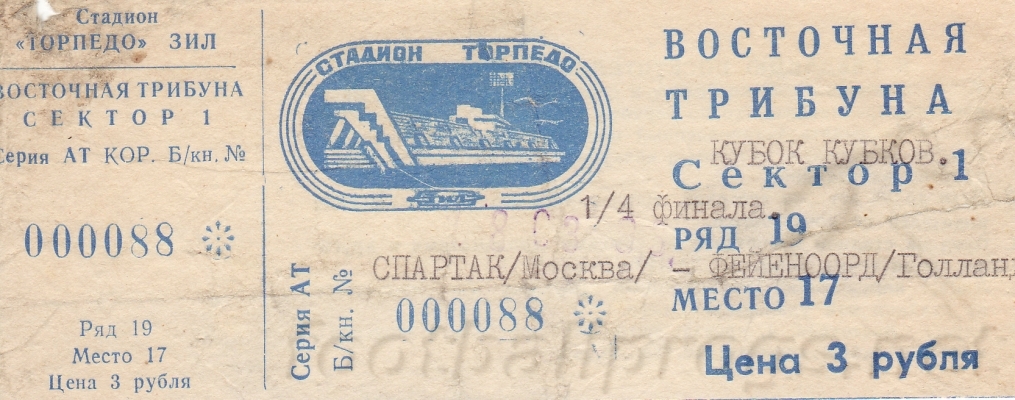 Стадион
«ТОРПЕДО» ЗИЛ
ВОСТОЧНАЯ ТРИБУНА
СЕКТОР 1
Серия АТ КОР. Б/кн. №
000088
Ряд 19
Место 17
Цена 3 рубля
СТАДИОН ТОРПЕДО
ЗИЛ
Серия АТ
Б/кн. №
000088
ВОСТОЧНАЯ
ТРИБУНА
Сектор 1
КУБОК КУБКОВ.
1/4 финала.
РЯД 19
СПАРТАК/Москва/ - ФЕЙЕНООРД/Голлан
МЕСТО 17
Цена 3 рубля